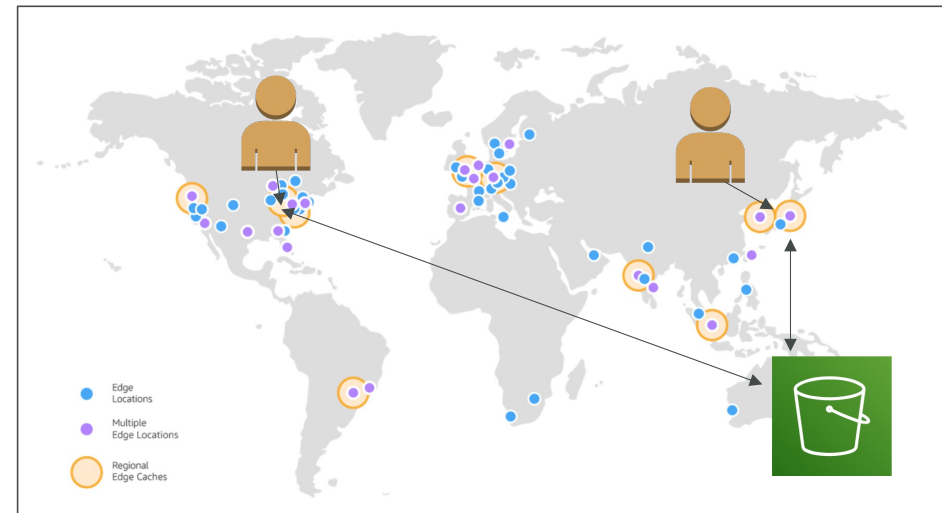 Edge
Locations
Multiple
Edge Locations
Regional
Edge Caches